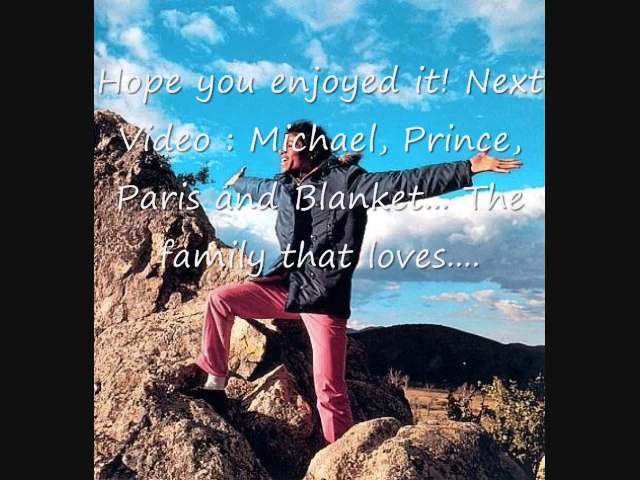 Hope you enjoyed it! Next
Video : Michael, Prince,
Paris and Blanket... The
family that loves....